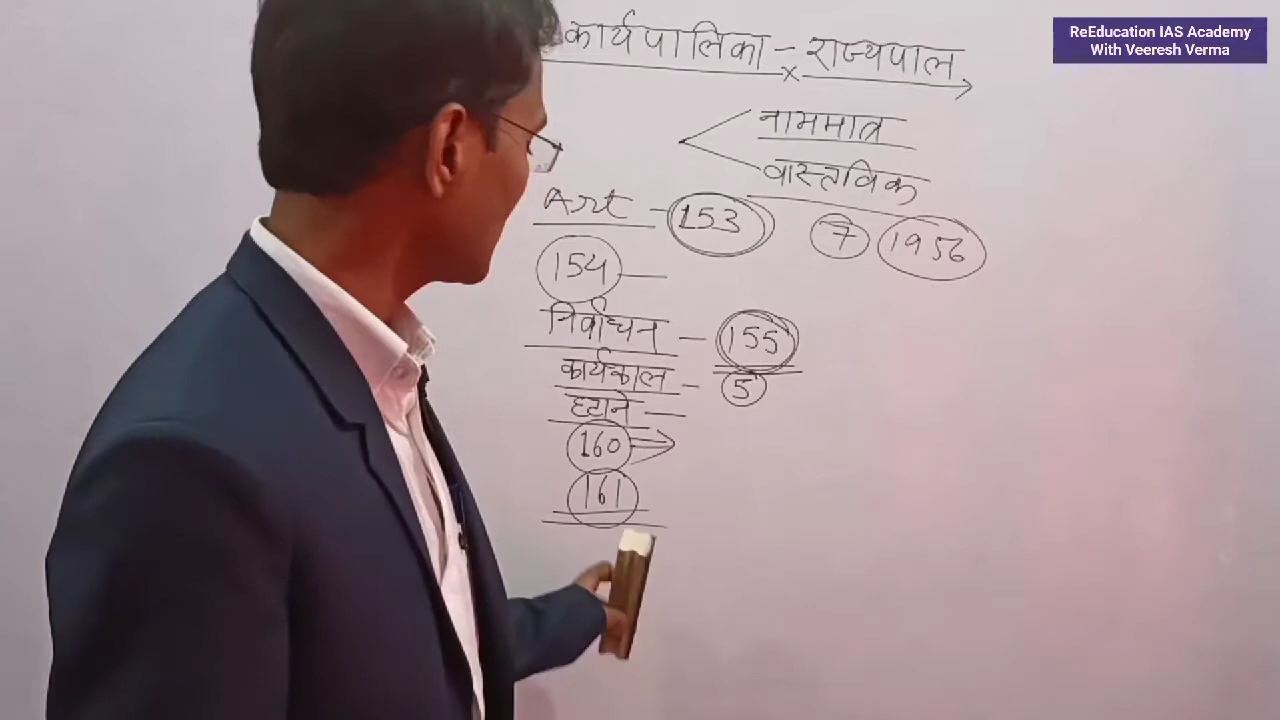 कार्यपालिका - राज्यपाल
नाममात्र
वास्तविक
Art - 153 7 1956
154
निर्वाचन - 155
कार्यकाल - 5
हटाने
160
161
ReEducation IAS Academy
With Veeresh Verma